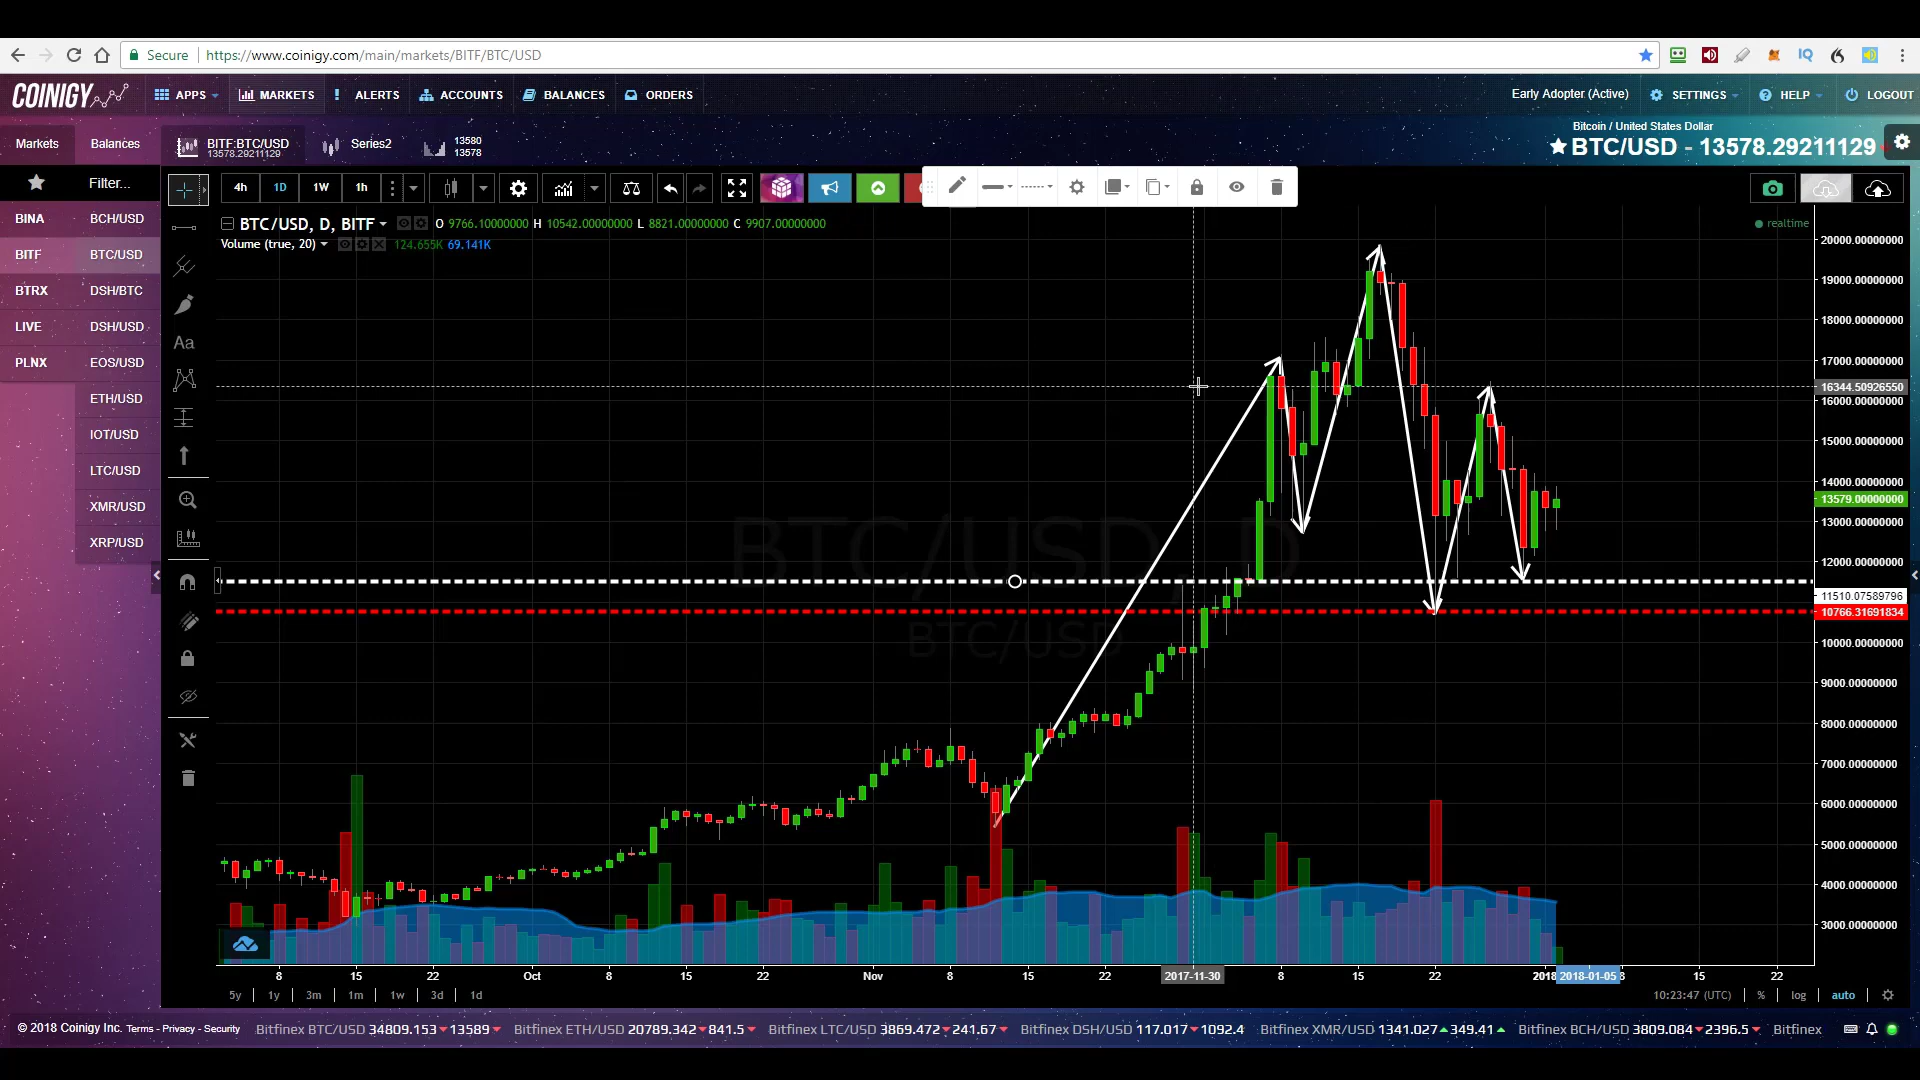 Secure https://www.coinigy.com/main/markets/BITF/BTC/USD
COINIGY APPS MARKETS ! ALERTS ACCOUNTS BALANCES ORDERS Early Adopter (Active) SETTINGS HELP LOGOUT
Markets Balances
BITF:BTC/USD
13578.29211129
Series2
13580
13578
Bitcoin / United States Dollar
BTC/USD - 13578.29211129
Filter...
BINA BCH/USD
BITF BTC/USD
BTRX DSH/BTC
LIVE DSH/USD
PLNX EOS/USD
ETH/USD
IOT/USD
LTC/USD
XMR/USD
XRP/USD
4h 1D 1W 1h
Aa
BTC/USD, D, BITF O 9766.10000000 H 10542.00000000 L 8821.00000000 C 9907.00000000
Volume (true, 20) 124.655K 69.141K
realtime
BTC/USD, D
BTC/USD
20000.00000000
19000.00000000
18000.00000000
17000.00000000
16344.50926550
16000.00000000
15000.00000000
14000.00000000
13579.00000000
13000.00000000
12000.00000000
11510.07589796
10766.31691834
10000.00000000
9000.00000000
8000.00000000
7000.00000000
6000.00000000
5000.00000000
4000.00000000
3000.00000000
8 15 22 Oct 8 15 22 Nov 8 15 22 2017-11-30 8 15 22 2018 2018-01-05 8 15 22
5y 1y 3m 1m 1w 3d 1d 10:23:47 (UTC) % log auto
© 2018 Coinigy Inc. Terms - Privacy - Security Bitfinex BTC/USD 34809.153 13589 Bitfinex ETH/USD 20789.342 841.5 Bitfinex LTC/USD 3869.472 241.67 Bitfinex DSH/USD 117.017 1092.4 Bitfinex XMR/USD 1341.027 349.41 Bitfinex BCH/USD 3809.084 2396.5 Bitfinex